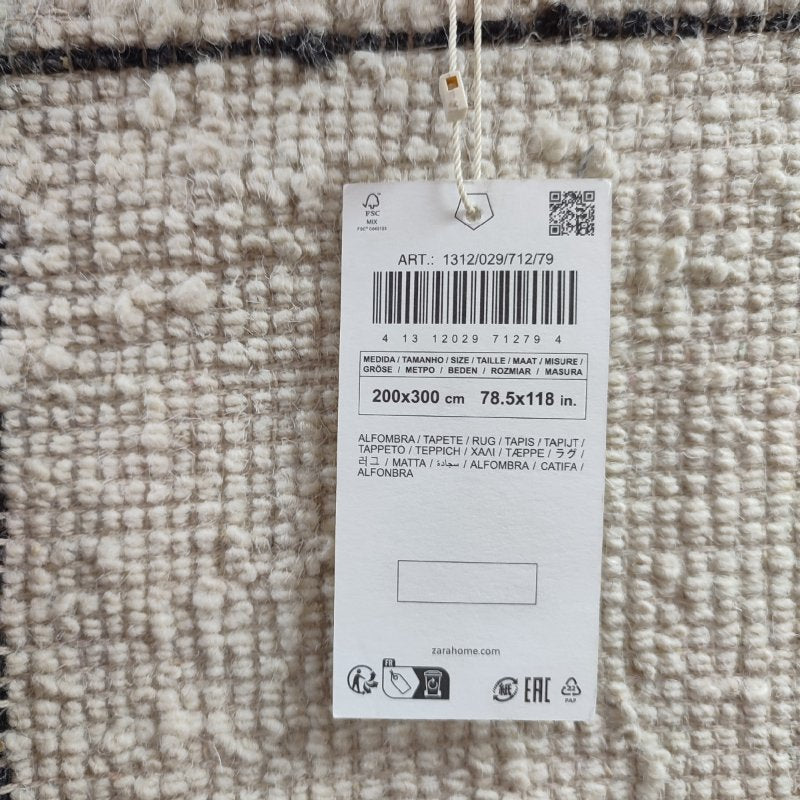 FSC
MIX
ART.: 1312/029/712/79
4 13 12029 71279 4
MEDIDA / TAMANHO / SIZE / TAILLE / MAAT / MISURE /
GRÖSE / METPO / BEDEN / ROZMIAR / MASURA
200x300 cm 78.5x118 in.
ALFOMBRA / TAPETE / RUG / TAPIS / TAPIJT /
TAPPETO / TEPPICH / ΧΑΛΙ / TÆPPE / ラグ /
러그 / MATTA / سجادة / ALFOMBRA / CATIFA /
ALFONBRA
zarahome.com
FR
EAC
22
PAP